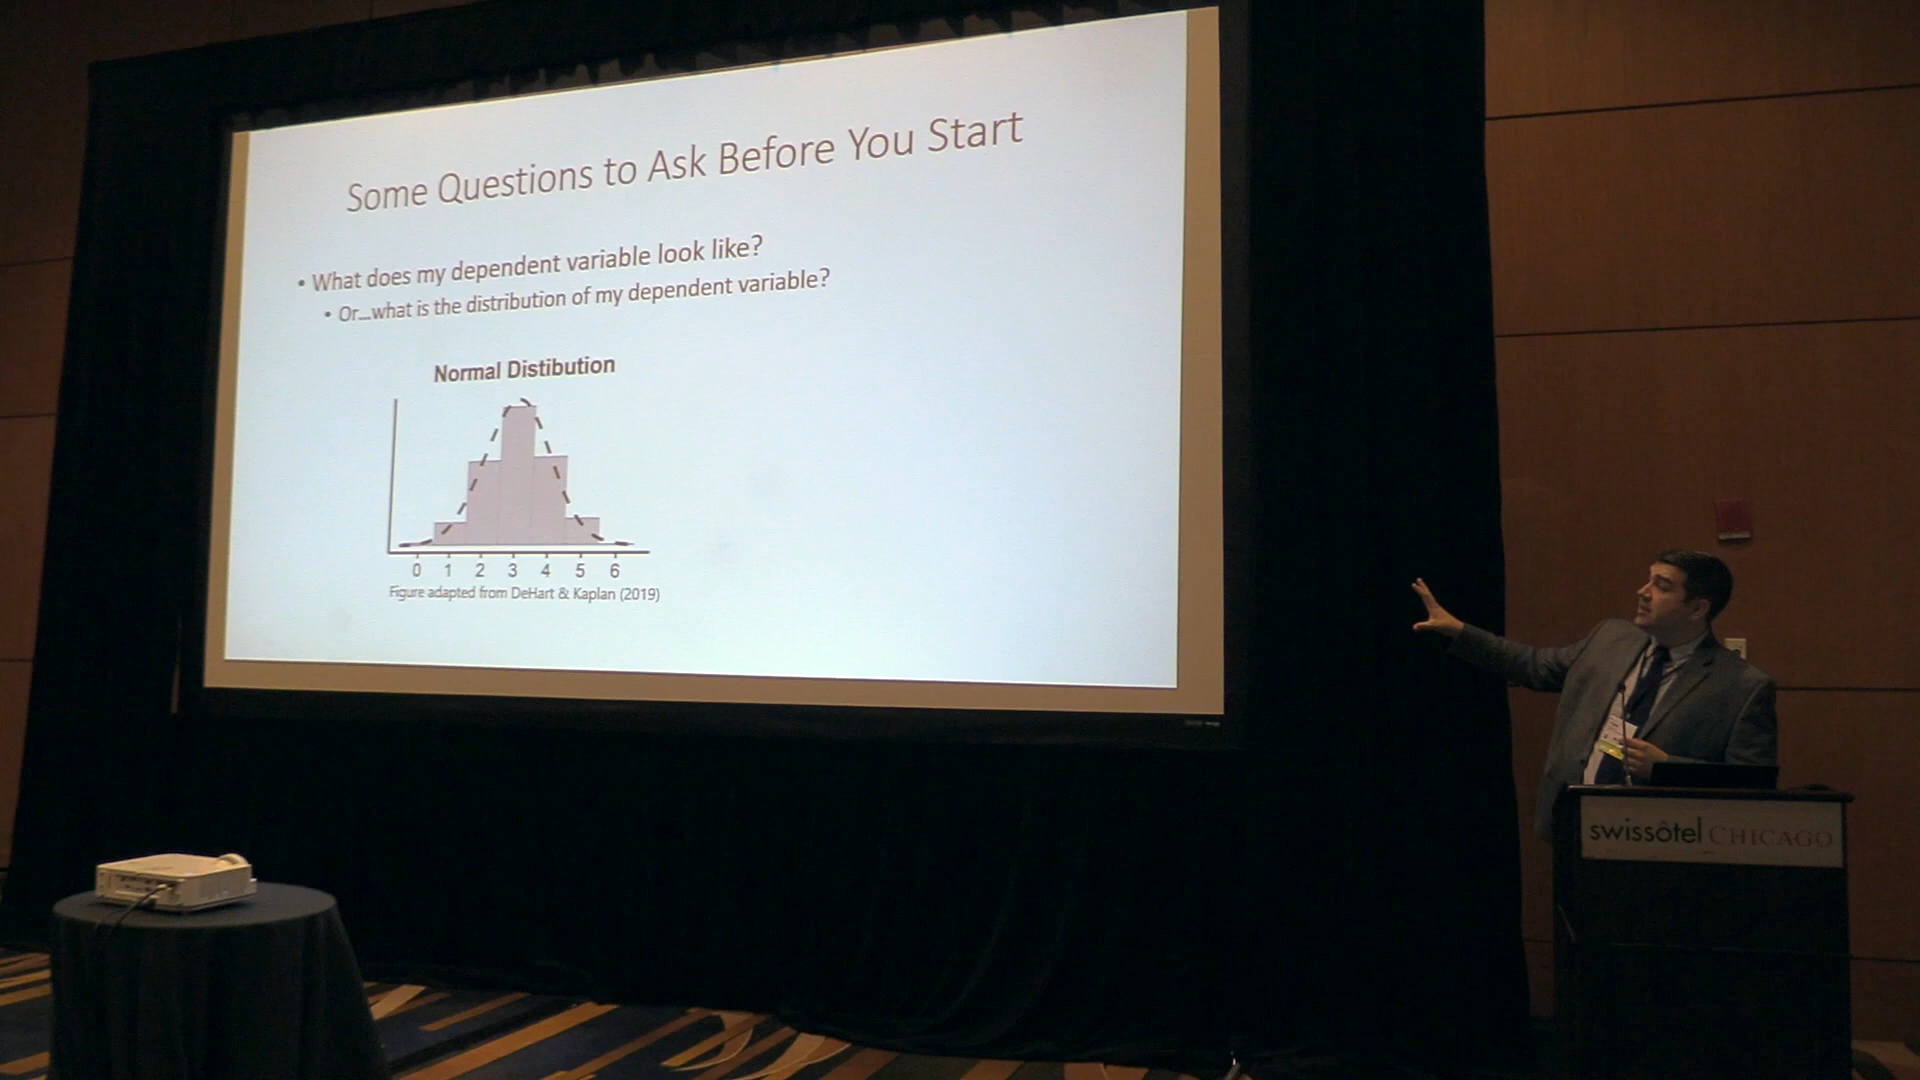 Some Questions to Ask Before You Start
• What does my dependent variable look like?
• Or...what is the distribution of my dependent variable?
Normal Distibution
0 1 2 3 4 5 6
Figure adapted from DeHart & Kaplan (2019)
swissôtel CHICAGO